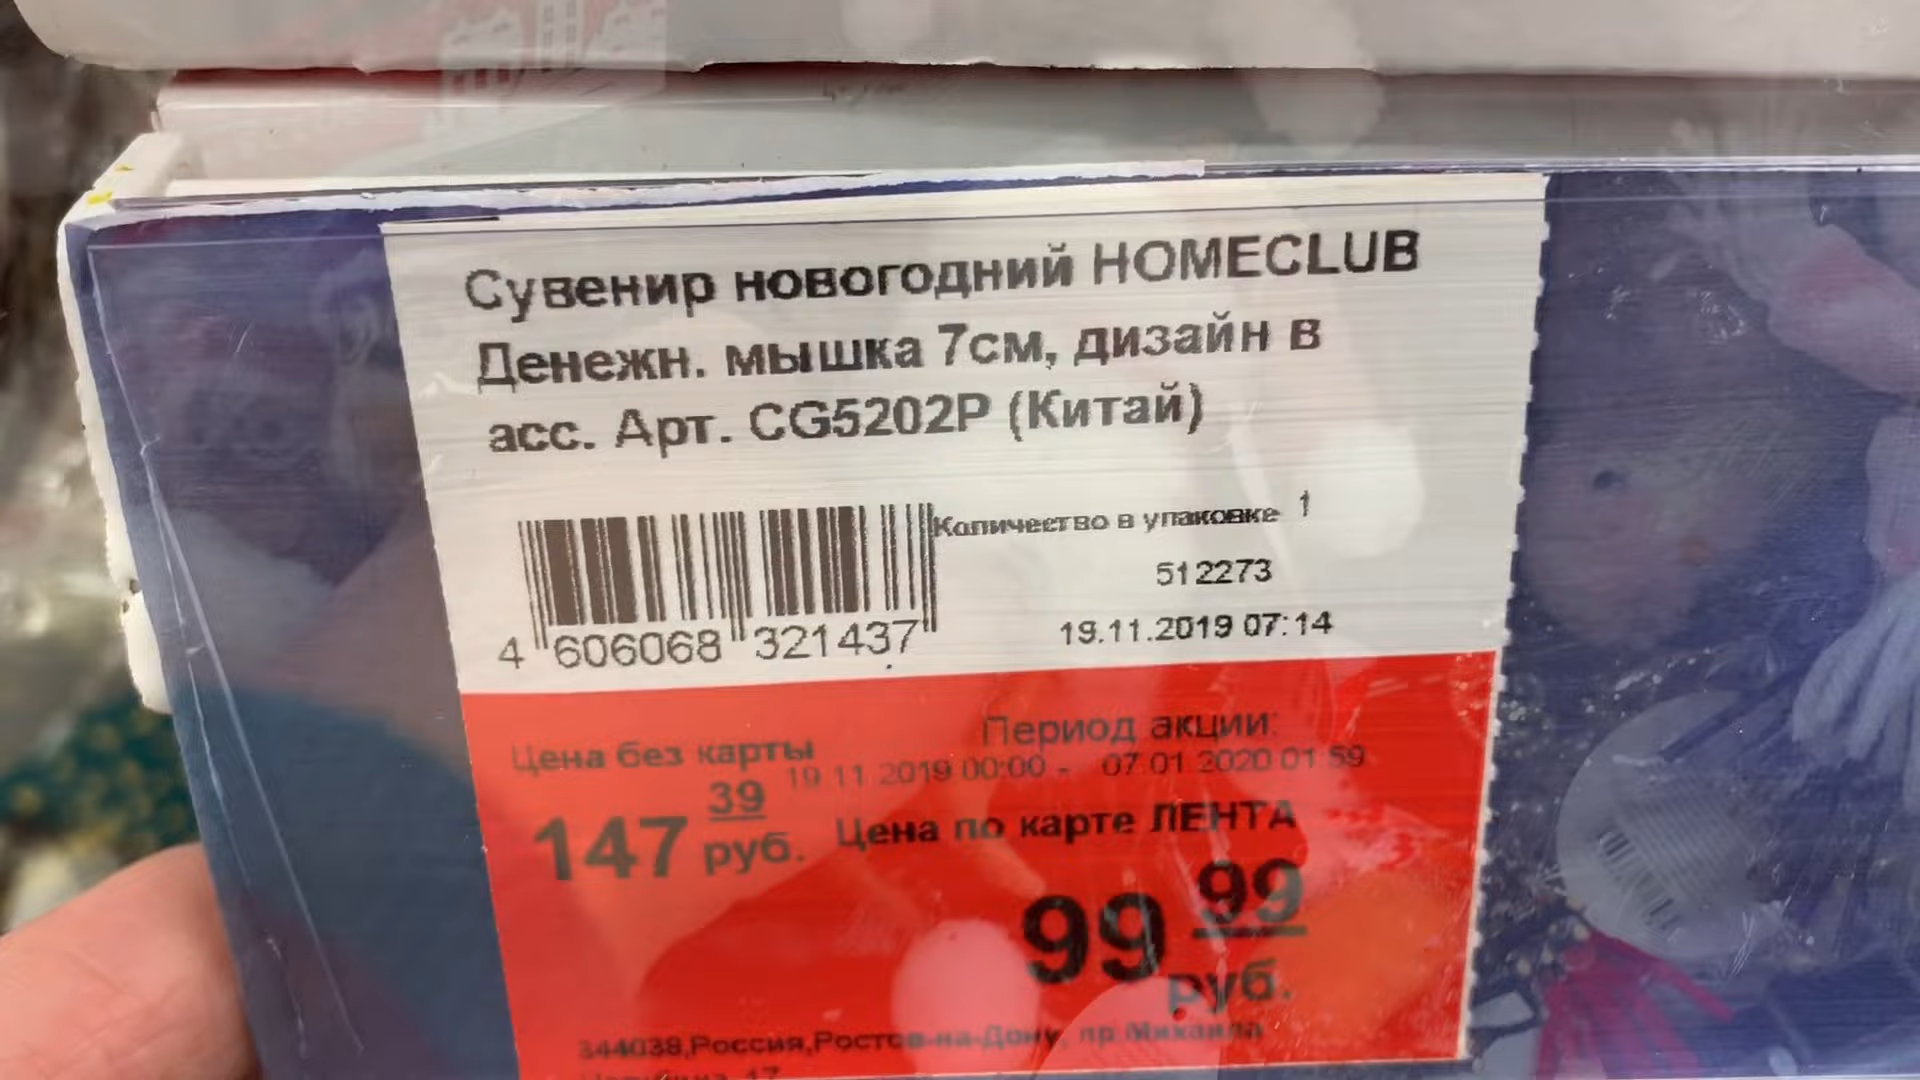 Сувенир новогодний HOMECLUB
Денежн. мышка 7см, дизайн в
асс. Арт. CG5202P (Китай)
Количество в упаковке 1
512273
19.11.2019 07:14
4 606068 321437
Цена без карты
147 39 руб.
Период акции:
19.11.2019 00:00 - 07.01.2020 01:59
Цена по карте ЛЕНТА
99 99 руб.
344038,Россия,Ростов-на-Дону, пр.Михаила
17